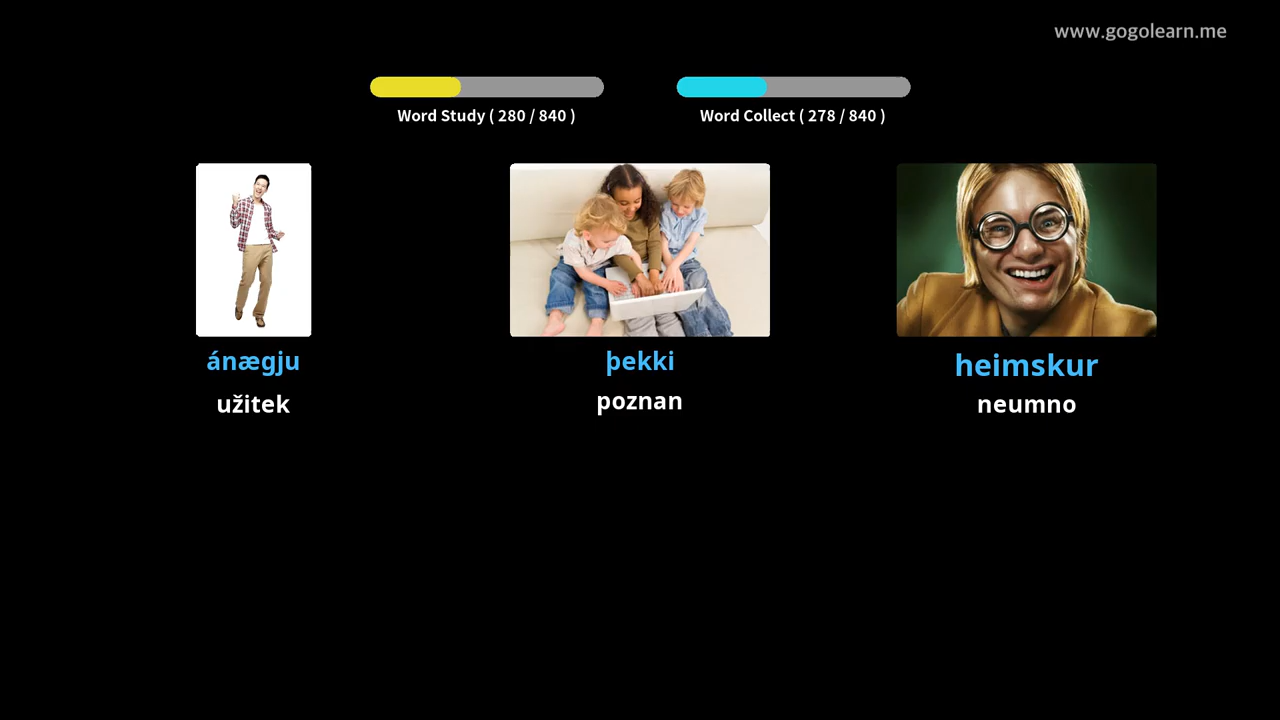 www.gogolearn.me
Word Study ( 280 / 840 )
Word Collect ( 278 / 840 )
ánægju
užitek
þekki
poznan
heimskur
neumno